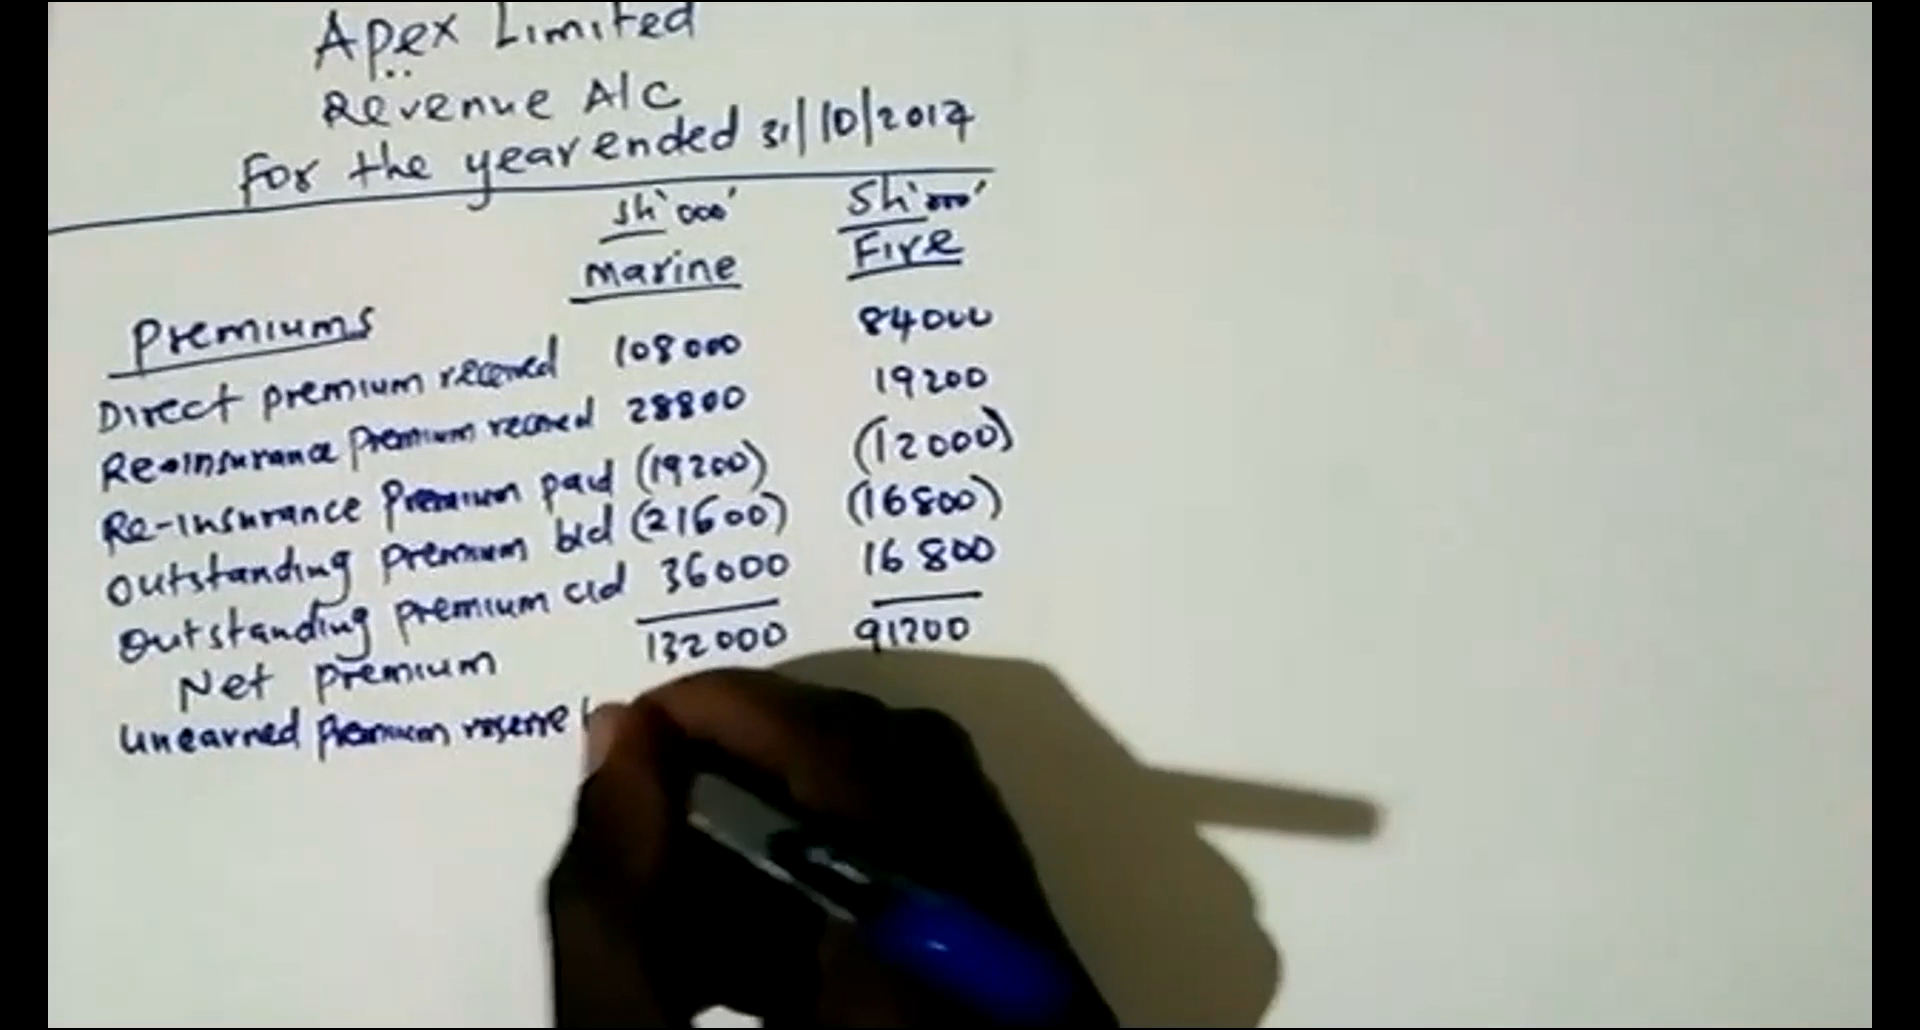 Apex Limited
Revenue A/C
For the year ended 31/10/2017
Sh '000' Sh '000'
Marine Fire
Premiums
Direct premium received 108000 84000
Re-insurance premium received 28800 19200
Re-insurance premium paid (19200) (12000)
Outstanding premium b/d (21600) (16800)
Outstanding premium c/d 36000 16800
Net premium 132000 91200
Unearned premium reserve